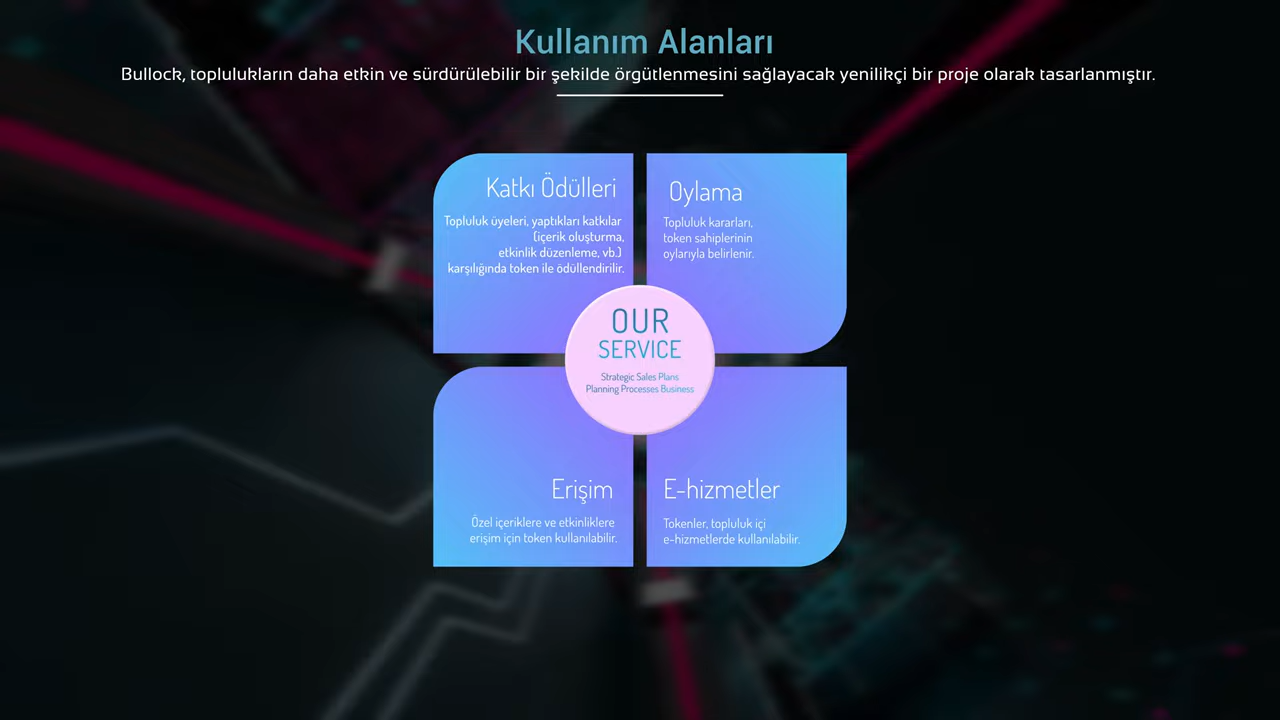 Kullanım Alanları
Bullock, toplulukların daha etkin ve sürdürülebilir bir şekilde örgütlenmesini sağlayacak yenilikçi bir proje olarak tasarlanmıştır.
Katkı Ödülleri
Topluluk üyeleri, yaptıkları katkılar
(içerik oluşturma,
etkinlik düzenleme, vb.)
karşılığında token ile ödüllendirilir.
Oylama
Topluluk kararları,
token sahiplerinin
oylarıyla belirlenir.
OUR
SERVICE
Strategic Sales Plans
Planning Processes Business
Erişim
Özel içeriklere ve etkinliklere
erişim için token kullanılabilir.
E-hizmetler
Tokenler, topluluk içi
e-hizmetlerde kullanılabilir.